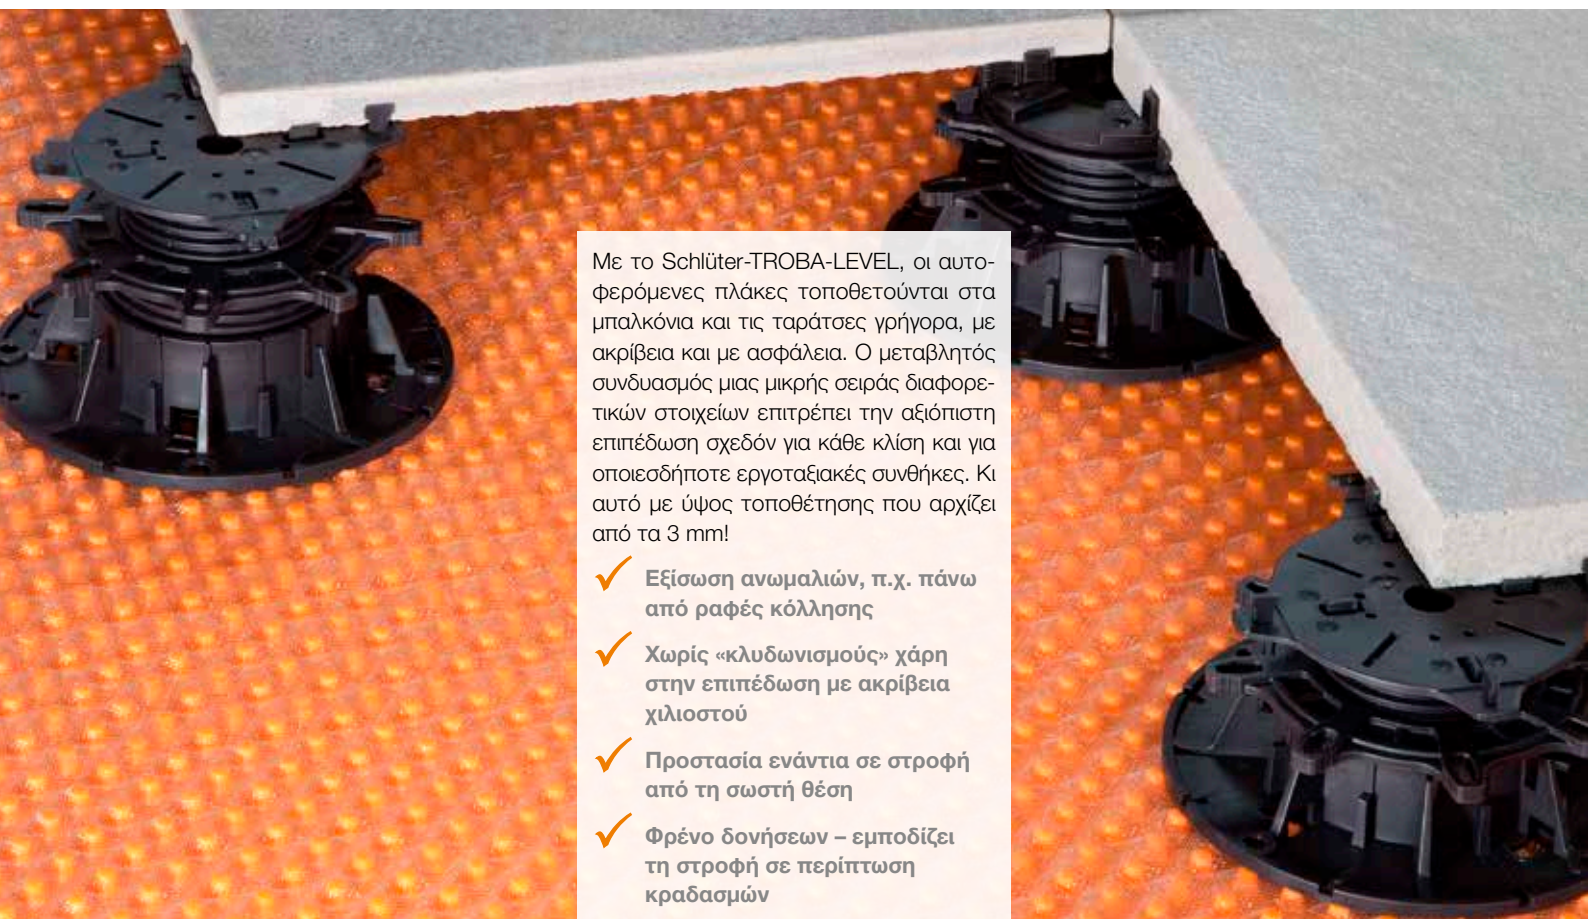 Με το Schlüter-TROBA-LEVEL, οι αυτο-
φερόμενες πλάκες τοποθετούνται στα
μπαλκόνια και τις ταράτσες γρήγορα, με
ακρίβεια και με ασφάλεια. Ο μεταβλητός
συνδυασμός μιας μικρής σειράς διαφορε-
τικών στοιχείων επιτρέπει την αξιόπιστη
επιπέδωση σχεδόν για κάθε κλίση και για
οποιεσδήποτε εργοταξιακές συνθήκες. Κι
αυτό με ύψος τοποθέτησης που αρχίζει
από τα 3 mm!
Εξίσωση ανωμαλιών, π.χ. πάνω
από ραφές κόλλησης
Χωρίς «κλυδωνισμούς» χάρη
στην επιπέδωση με ακρίβεια
χιλιοστού
Προστασία ενάντια σε στροφή
από τη σωστή θέση
Φρένο δονήσεων – εμποδίζει
τη στροφή σε περίπτωση
κραδασμών